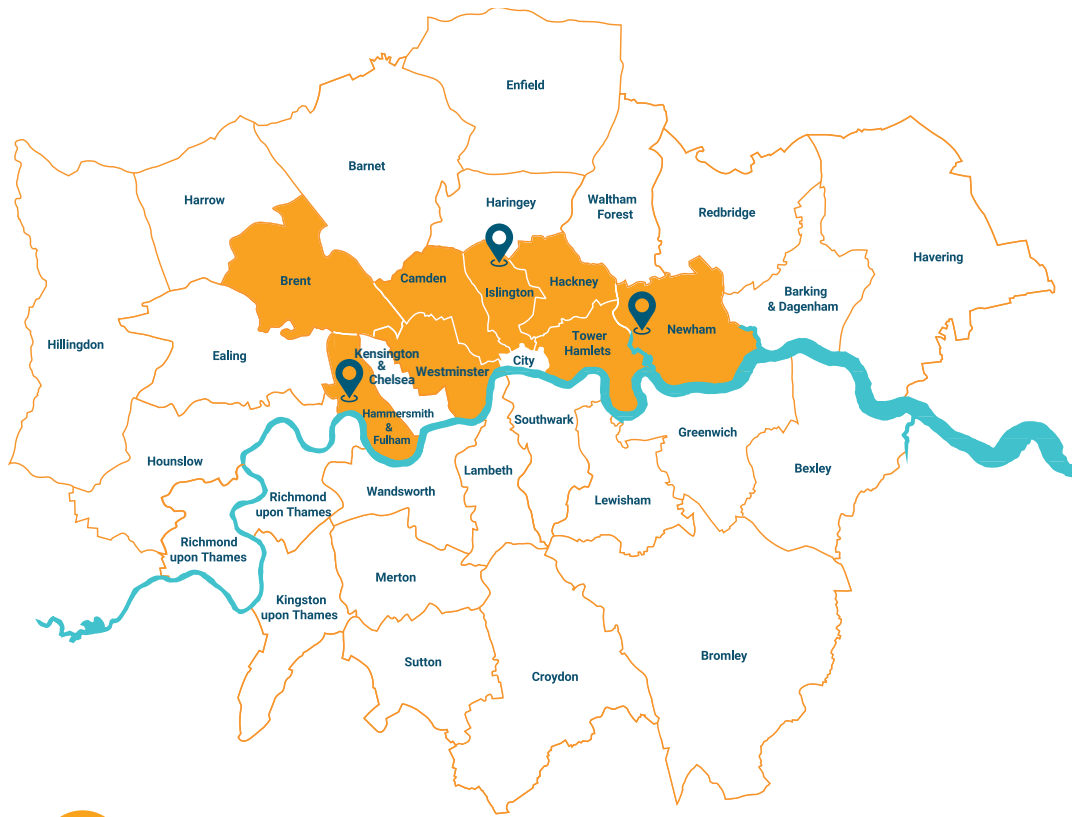 Enfield
Barnet
Harrow
Haringey
Waltham
Forest
Redbridge
Havering
Brent
Camden
Islington
Hackney
Newham
Barking
& Dagenham
Hillingdon
Ealing
Kensington
&
Chelsea
Westminster
City
Tower
Hamlets
Hammersmith
&
Fulham
Southwark
Greenwich
Hounslow
Lambeth
Wandsworth
Bexley
Richmond
upon Thames
Lewisham
Richmond
upon Thames
Merton
Kingston
upon Thames
Sutton
Croydon
Bromley